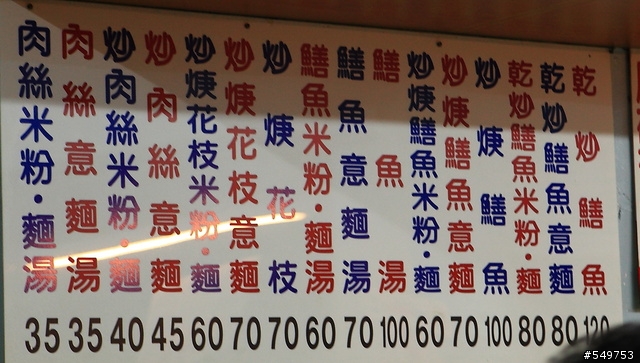 肉絲米粉・麵湯 35
肉絲意麵湯 35
炒肉絲米粉・麵 40
炒肉絲意麵 45
炒焿花枝米粉・麵 60
炒焿花枝意麵 70
炒焿花枝 70
鱔魚米粉・麵湯 60
鱔魚意麵湯 70
鱔魚湯 100
炒焿鱔魚米粉・麵 60
炒焿鱔魚意麵 70
炒焿鱔魚 100
乾炒鱔魚米粉・麵 80
乾炒鱔魚意麵 80
乾炒鱔魚 120
#549753